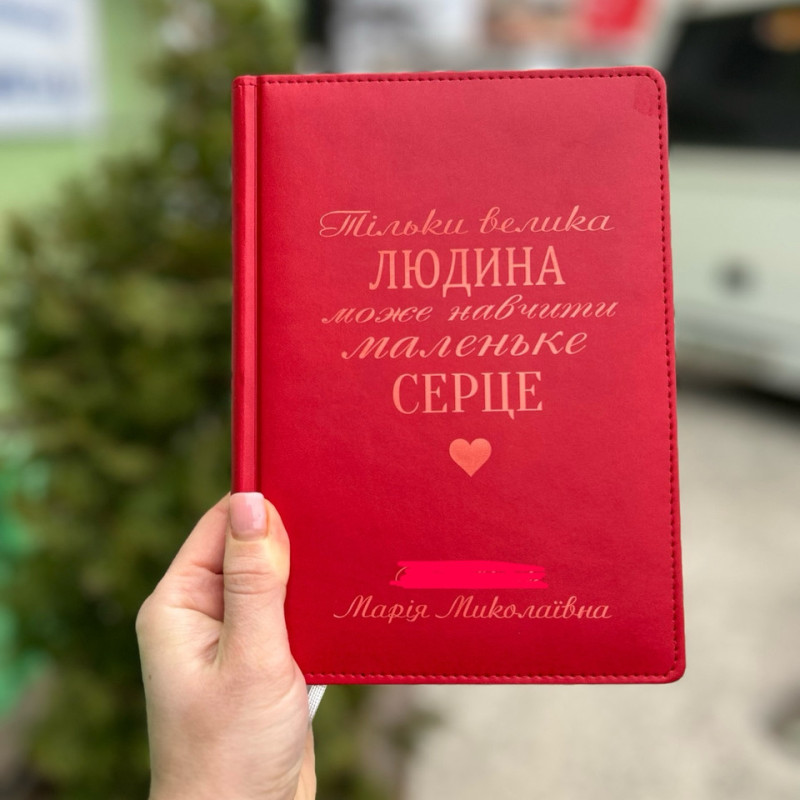 Тільки велика
ЛЮДИНА
може навчити
маленьке
СЕРЦЕ
Марія Миколаївна